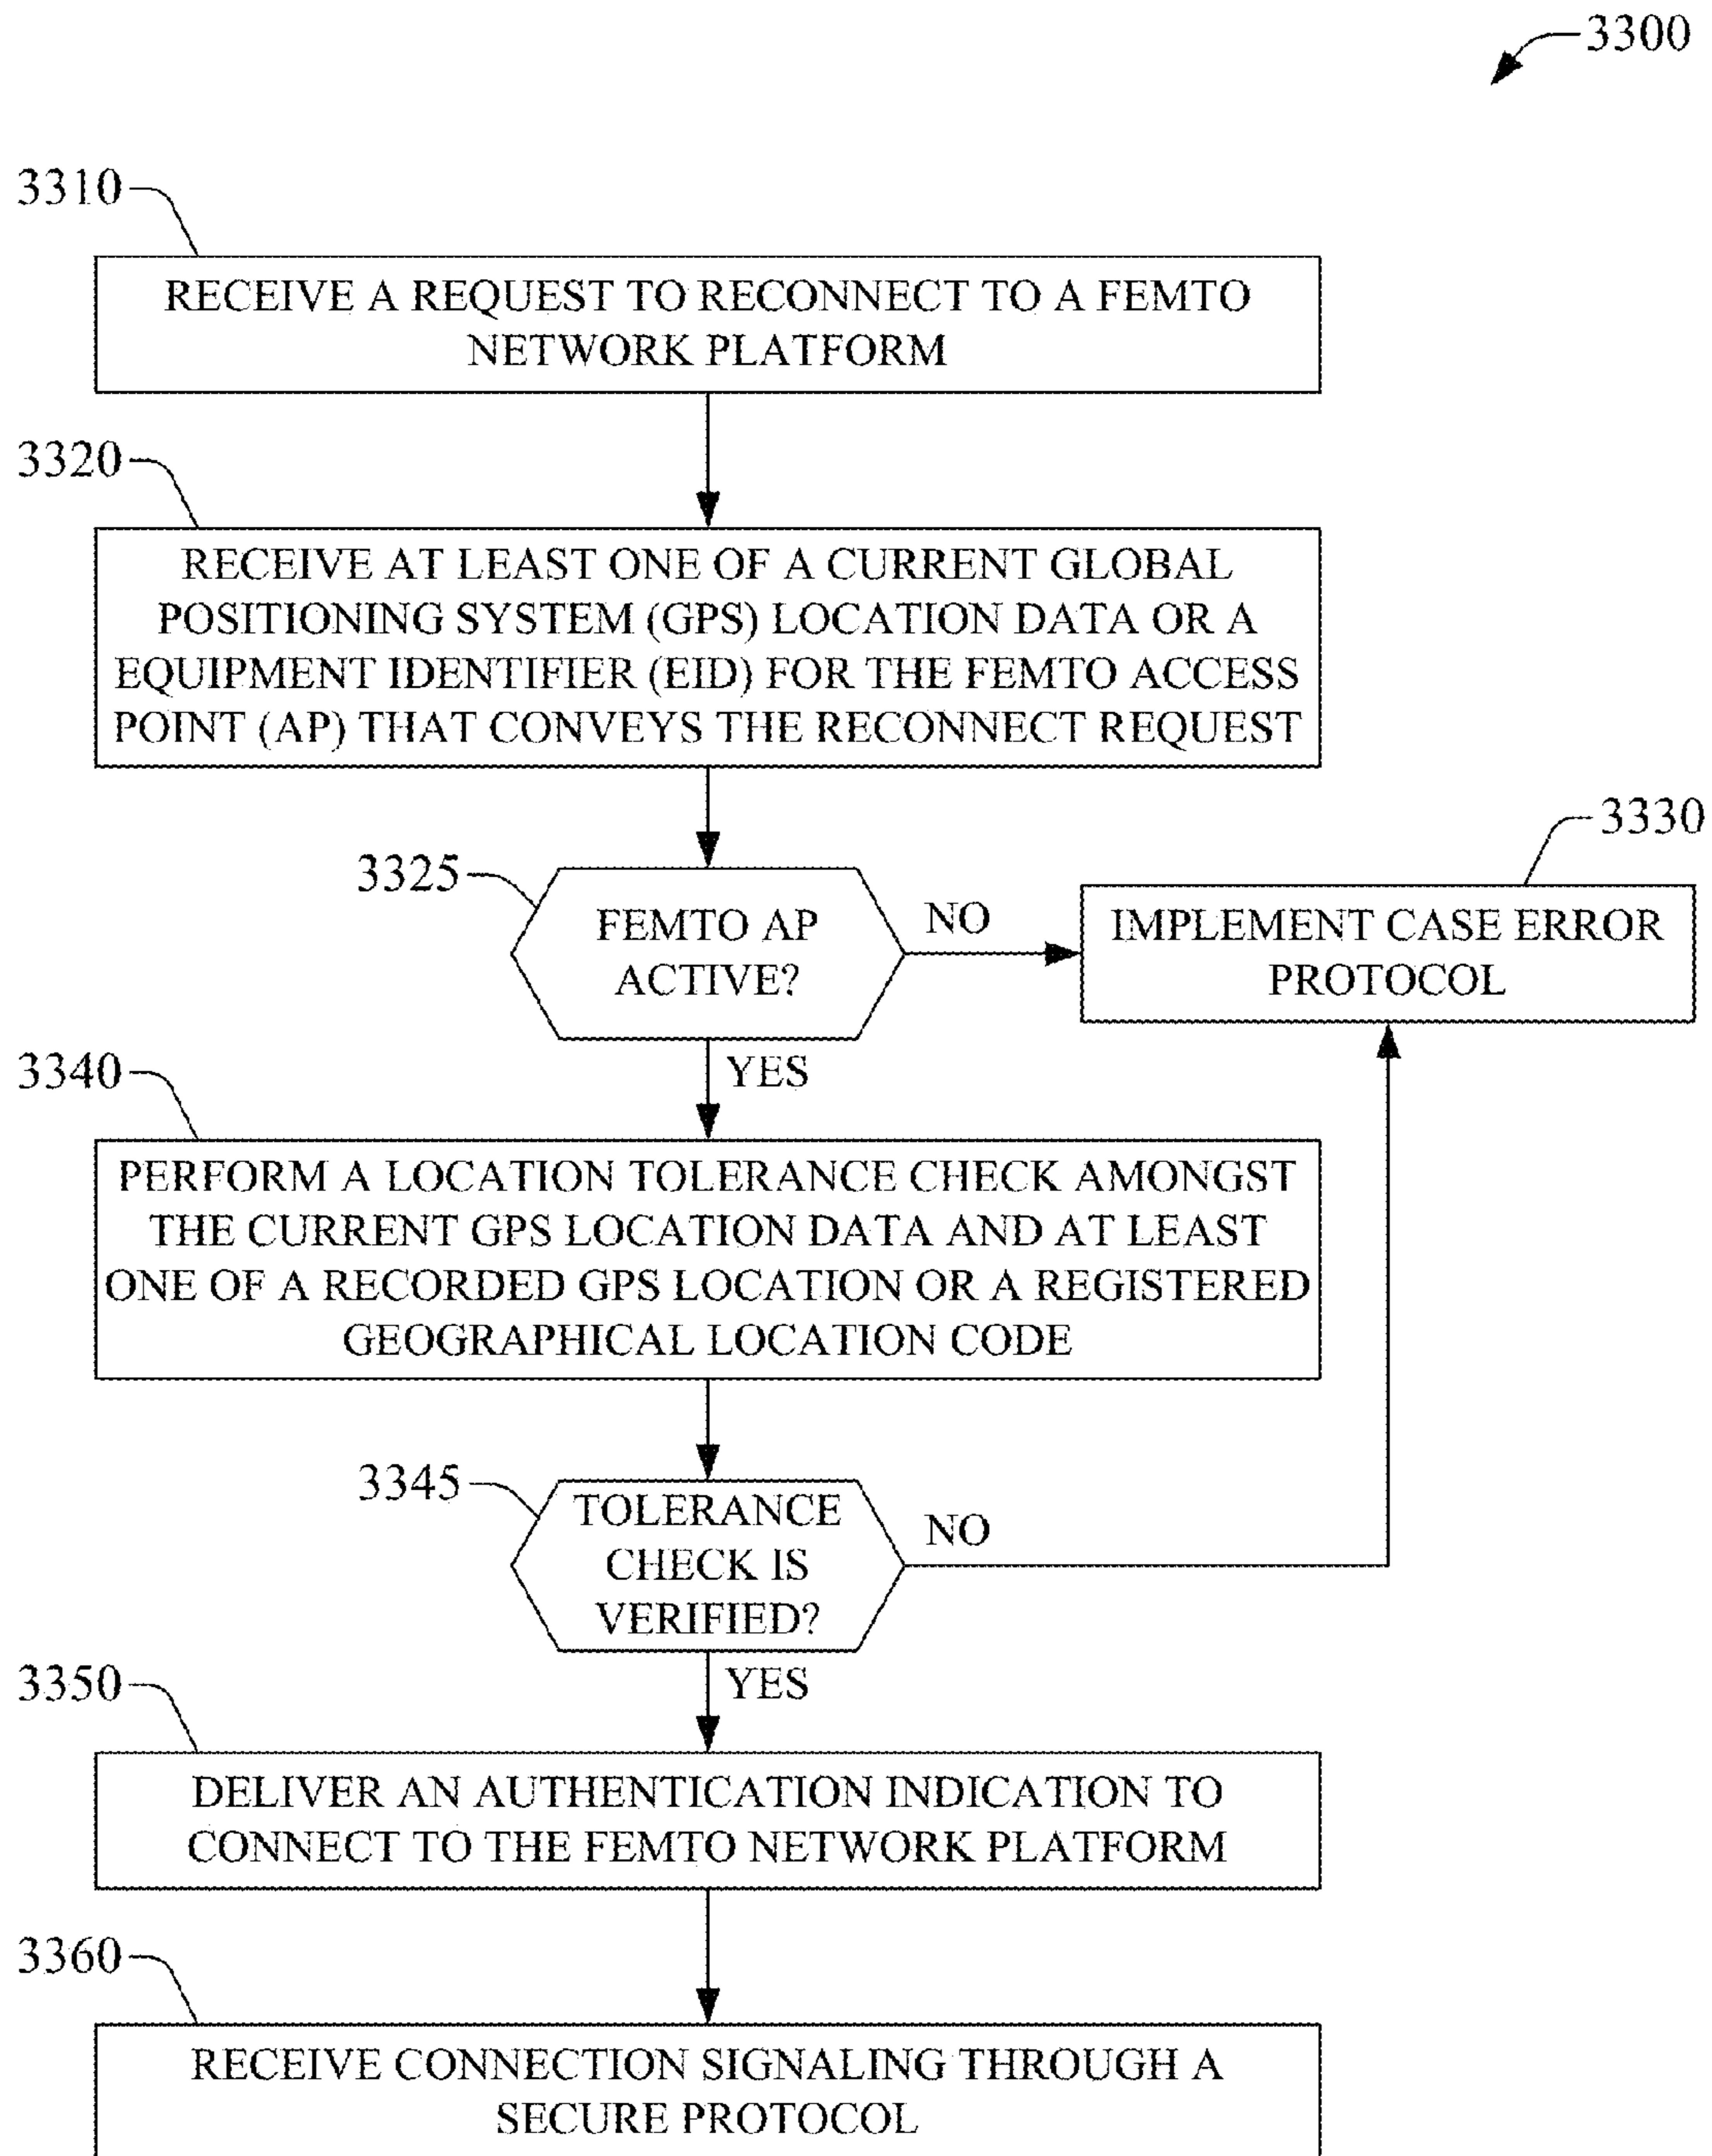 3300
3310
RECEIVE A REQUEST TO RECONNECT TO A FEMTO
NETWORK PLATFORM
3320
RECEIVE AT LEAST ONE OF A CURRENT GLOBAL
POSITIONING SYSTEM (GPS) LOCATION DATA OR A
EQUIPMENT IDENTIFIER (EID) FOR THE FEMTO ACCESS
POINT (AP) THAT CONVEYS THE RECONNECT REQUEST
3325
FEMTO AP
ACTIVE?
NO
3330
IMPLEMENT CASE ERROR
PROTOCOL
YES
3340
PERFORM A LOCATION TOLERANCE CHECK AMONGST
THE CURRENT GPS LOCATION DATA AND AT LEAST
ONE OF A RECORDED GPS LOCATION OR A REGISTERED
GEOGRAPHICAL LOCATION CODE
3345
TOLERANCE
CHECK IS
VERIFIED?
NO
YES
3350
DELIVER AN AUTHENTICATION INDICATION TO
CONNECT TO THE FEMTO NETWORK PLATFORM
3360
RECEIVE CONNECTION SIGNALING THROUGH A
SECURE PROTOCOL